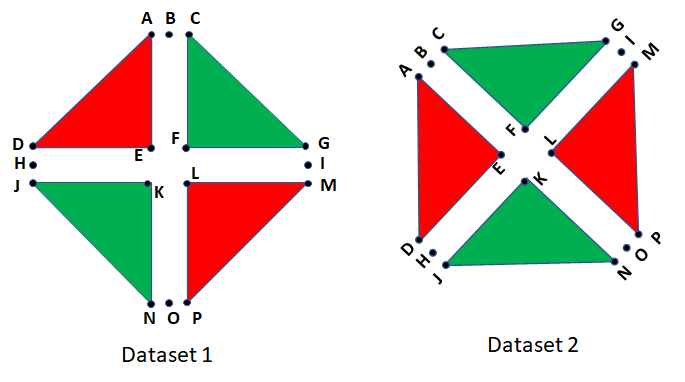 A B C
D E F G
H I
J K L M
N O P
Dataset 1
A B C G I M
F L
E K
D H J N O P
Dataset 2